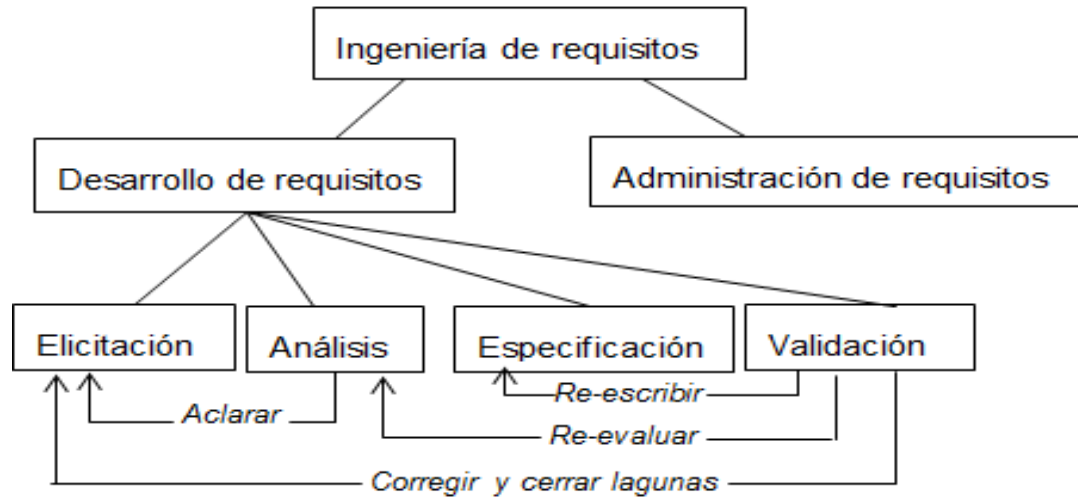 Ingeniería de requisitos
Desarrollo de requisitos
Administración de requisitos
Elicitación
Análisis
Especificación
Validación
Re-escribir
Aclarar
Re-evaluar
Corregir y cerrar lagunas